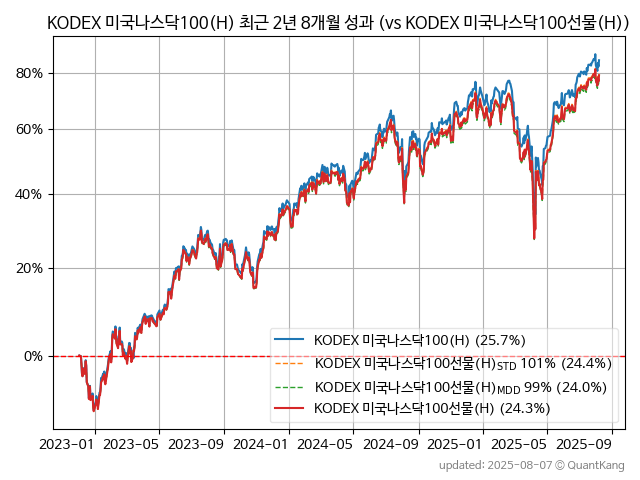 KODEX 미국나스닥100(H) 최근 2년 8개월 성과 (vs KODEX 미국나스닥100선물(H))
80%
60%
40%
20%
0%
KODEX 미국나스닥100(H) (25.7%)
KODEX 미국나스닥100선물(H)STD 101% (24.4%)
KODEX 미국나스닥100선물(H)MDD 99% (24.0%)
KODEX 미국나스닥100선물(H) (24.3%)
2023-01 2023-05 2023-09 2024-01 2024-05 2024-09 2025-01 2025-05 2025-09
updated: 2025-08-07 © QuantKang